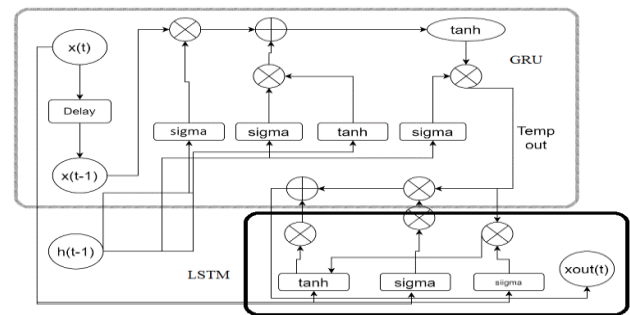 x(t)
tanh
GRU
Delay
sigma
sigma
tanh
sigma
Temp
out
x(t-1)
h(t-1)
LSTM
tanh
sigma
siigma
xout(t)